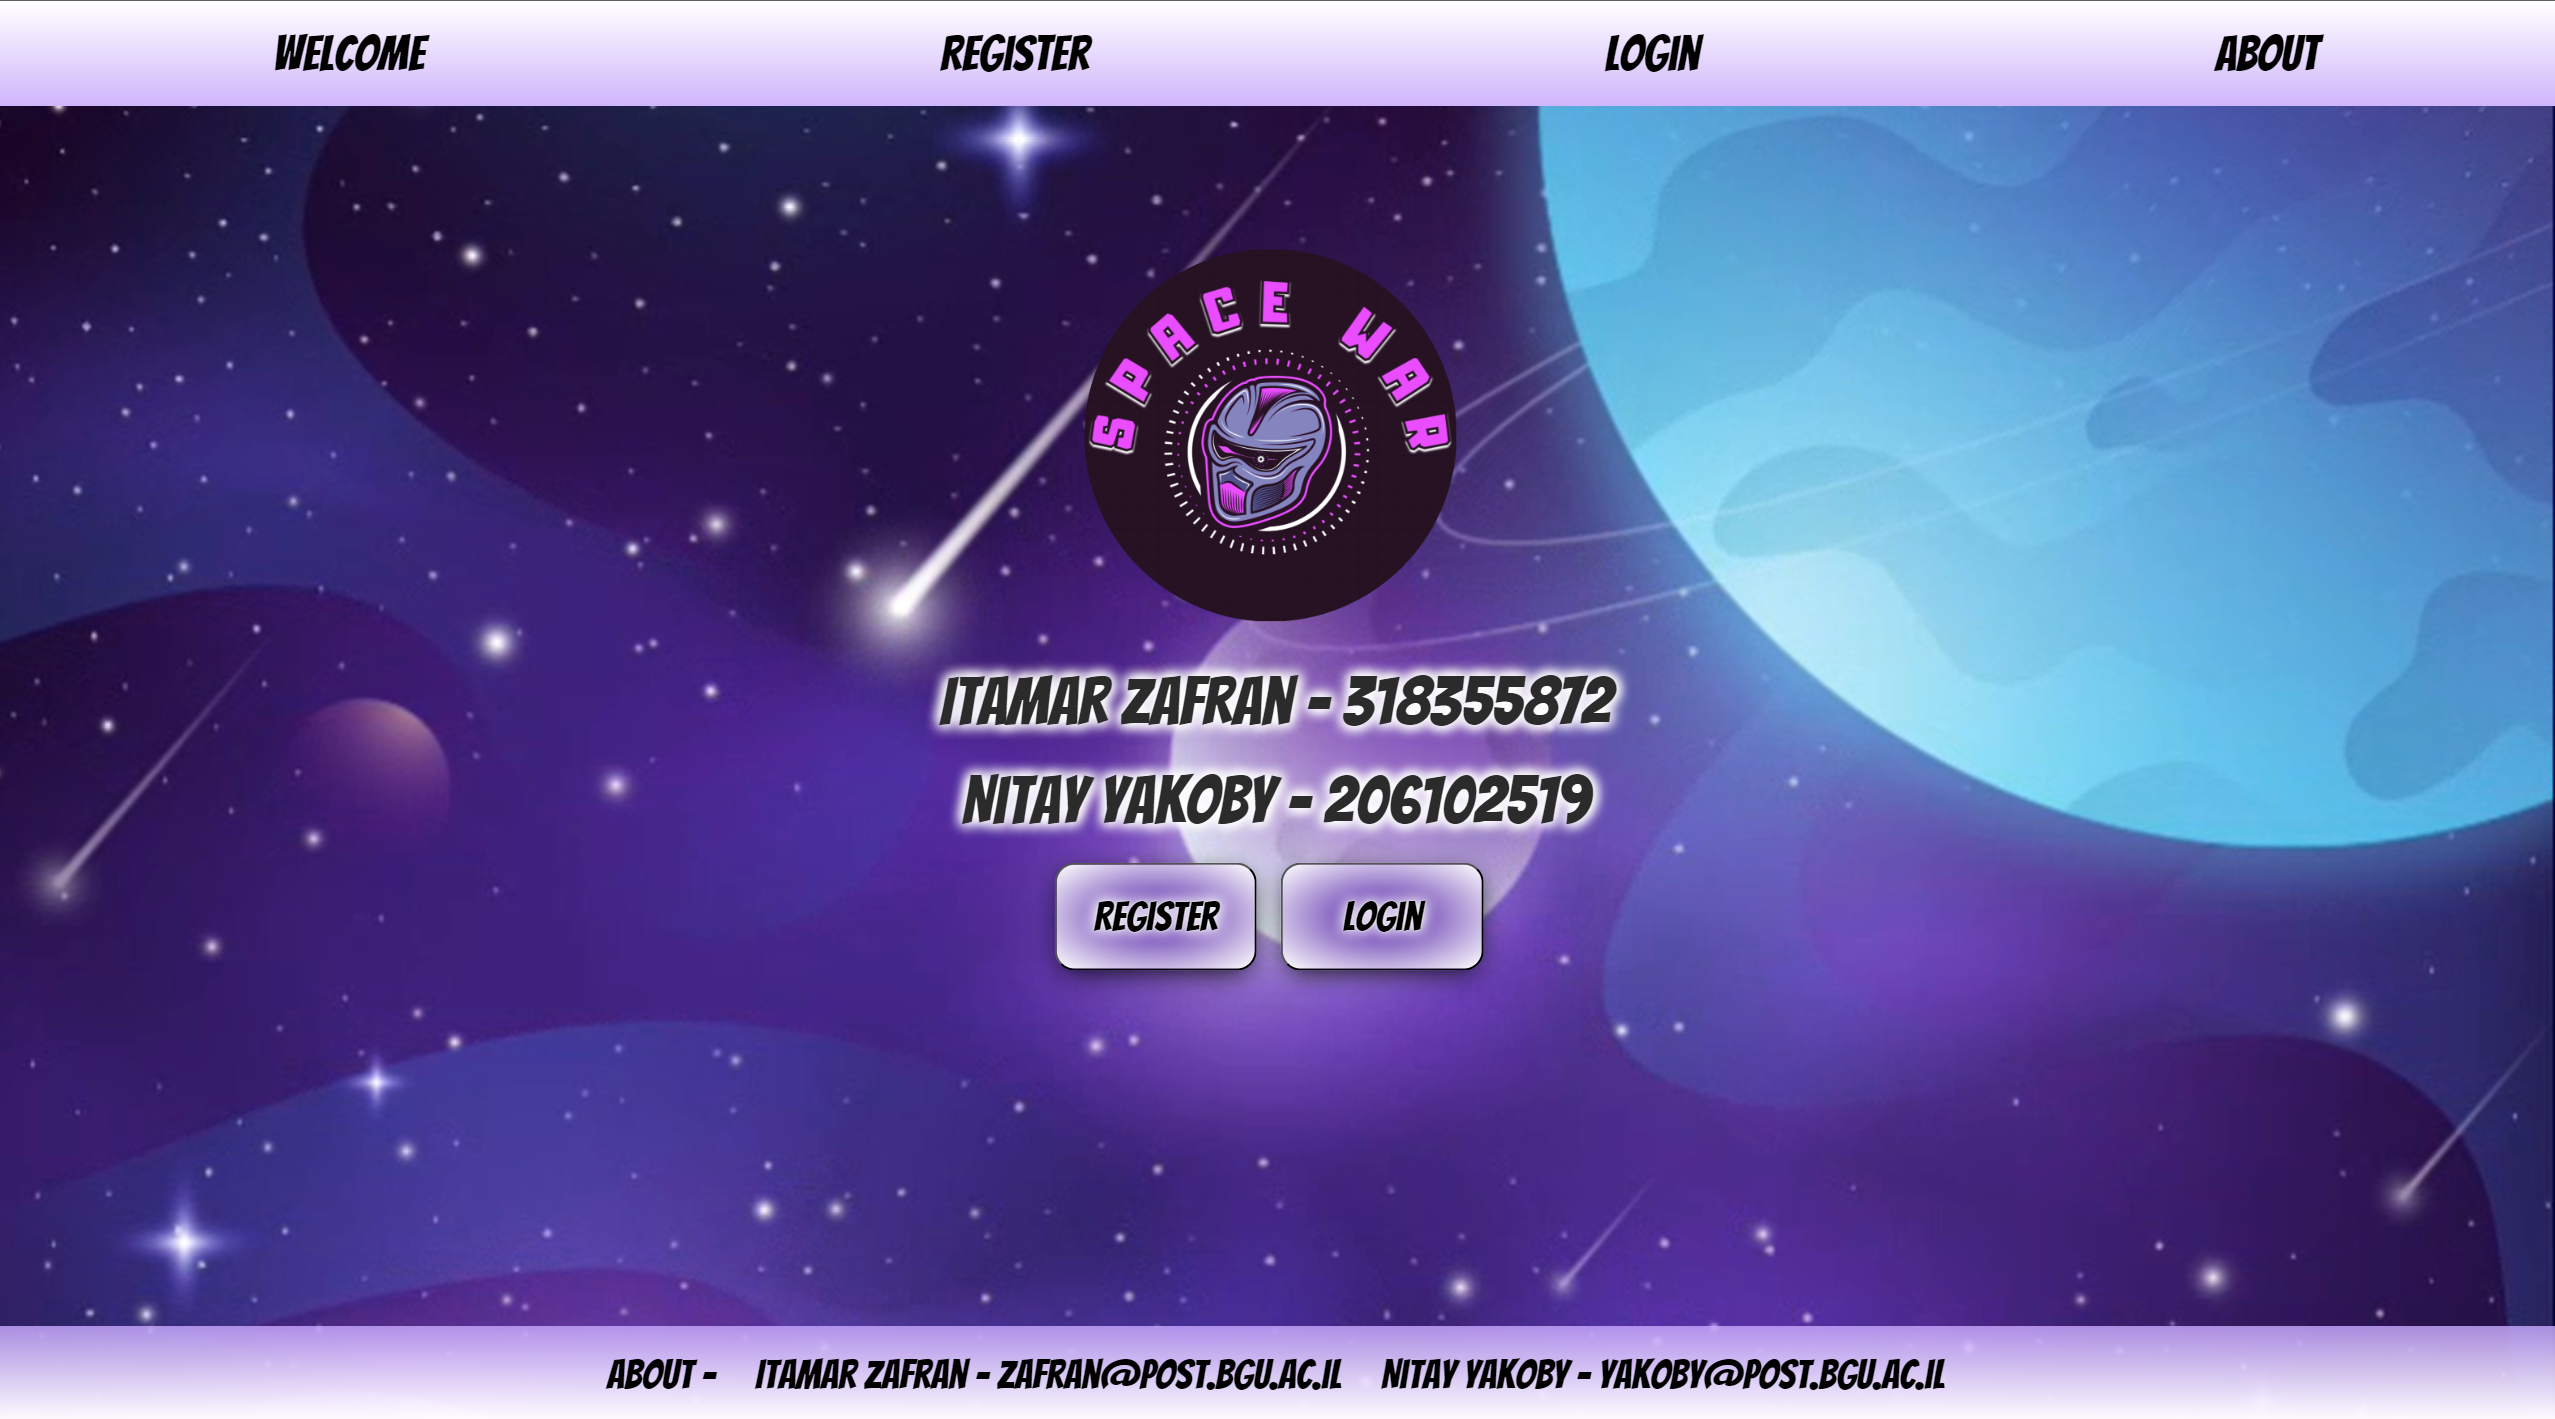 WELCOME REGISTER LOGIN ABOUT
SPACE WAR
ITAMAR ZAFRAN - 318355872
NITAY YAKOBY - 206102519
REGISTER LOGIN
ABOUT - ITAMAR ZAFRAN - ZAFRAN@POST.BGU.AC.IL NITAY YAKOBY - YAKOBY@POST.BGU.AC.IL